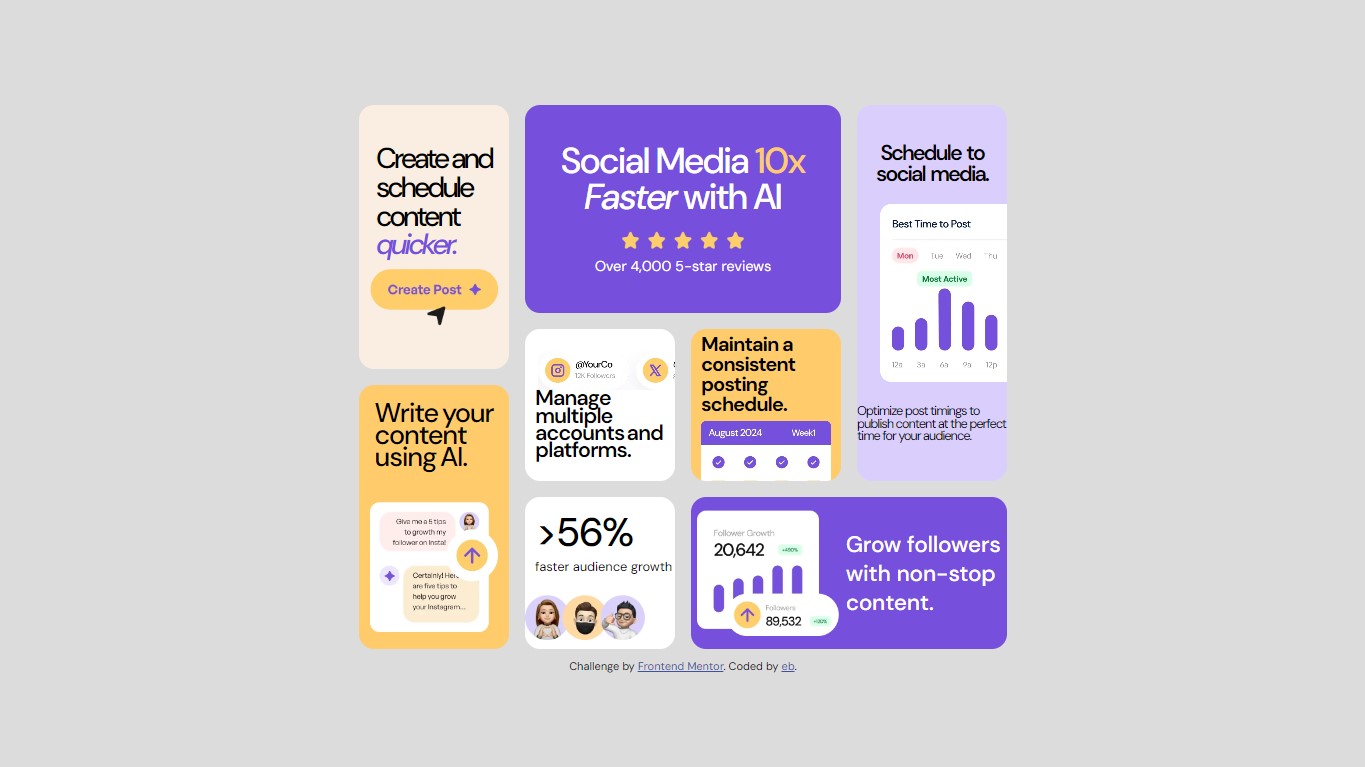 Create and
schedule
content
quicker.
Create Post
Write your
content
using AI.
Give me a 5 tips
to growth my
follower on Insta!
Certainly! Here
are five tips to
help you grow
your Instagram...
Social Media 10x
Faster with AI
Over 4,000 5-star reviews
@YourCo
12K Followers
Manage
multiple
accounts and
platforms.
Maintain a
consistent
posting
schedule.
August 2024 Week1
>56%
faster audience growth
Schedule to
social media.
Best Time to Post
Mon Tue Wed Thu
Most Active
12a 3a 6a 9a 12p
Optimize post timings to
publish content at the perfect
time for your audience.
Follower Growth
20,642
Followers
89,532 +20%
Grow followers
with non-stop
content.
Challenge by Frontend Mentor. Coded by eb.